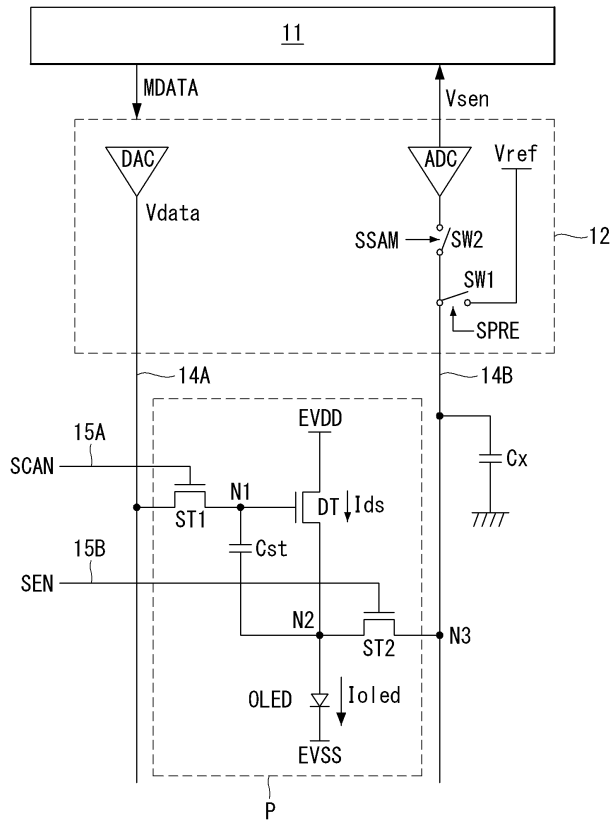 11
MDATA
Vsen
DAC
ADC
Vref
Vdata
SSAM
SW2
12
SW1
SPRE
14A
14B
15A
EVDD
SCAN
N1
DT
Ids
Cx
ST1
15B
Cst
SEN
N2
N3
ST2
OLED
Ioled
EVSS
P